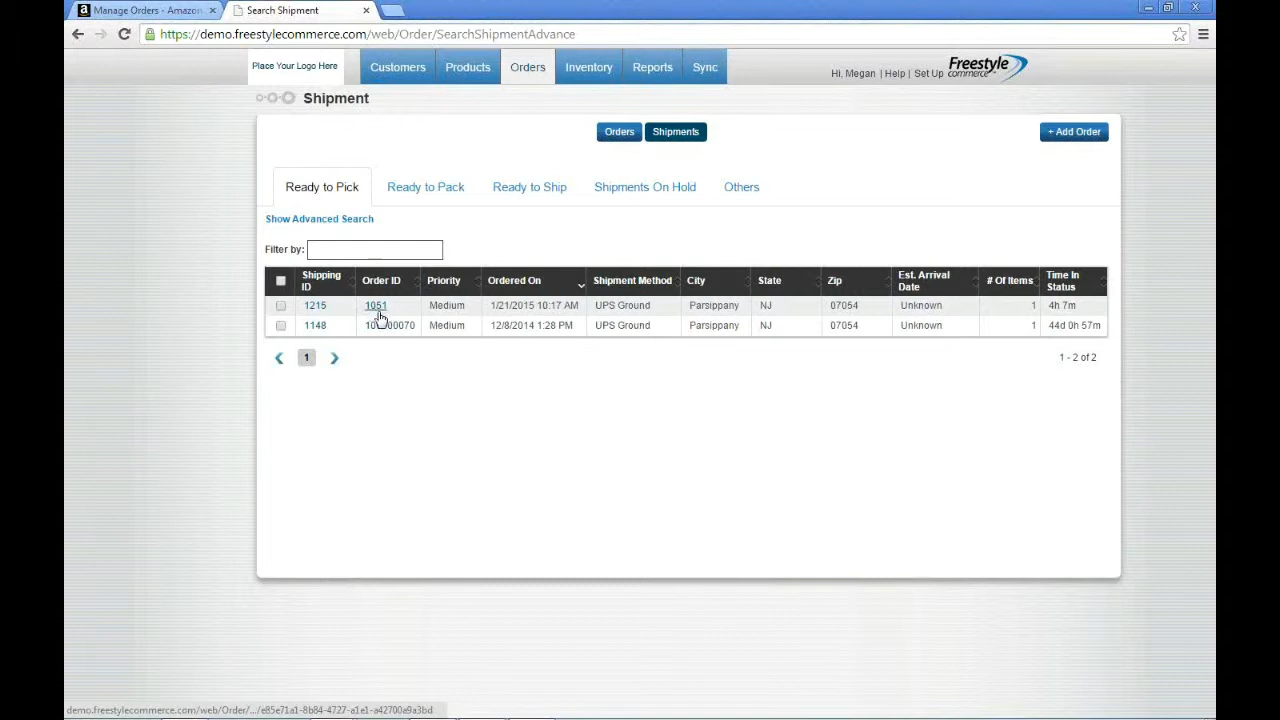 Manage Orders - Amazon
Search Shipment
https://demo.freestylecommerce.com/web/Order/SearchShipmentAdvance
Place Your Logo Here
Customers
Products
Orders
Inventory
Reports
Sync
Hi, Megan | Help | Set Up
Freestyle
commerce
Shipment
Orders
Shipments
+ Add Order
Ready to Pick
Ready to Pack
Ready to Ship
Shipments On Hold
Others
Show Advanced Search
Filter by:
Shipping ID Order ID Priority Ordered On Shipment Method City State Zip Est. Arrival Date # Of Items Time In Status
1215 1051 Medium 1/21/2015 10:17 AM UPS Ground Parsippany NJ 07054 Unknown 1 4h 7m
1148 Medium 12/8/2014 1:28 PM UPS Ground Parsippany NJ 07054 Unknown 1 44d 0h 57m
1
1 - 2 of 2
demo.freestylecommerce.com/web/Order/.../e85e71a1-8b84-4727-a1e1-a42700a9a3bd